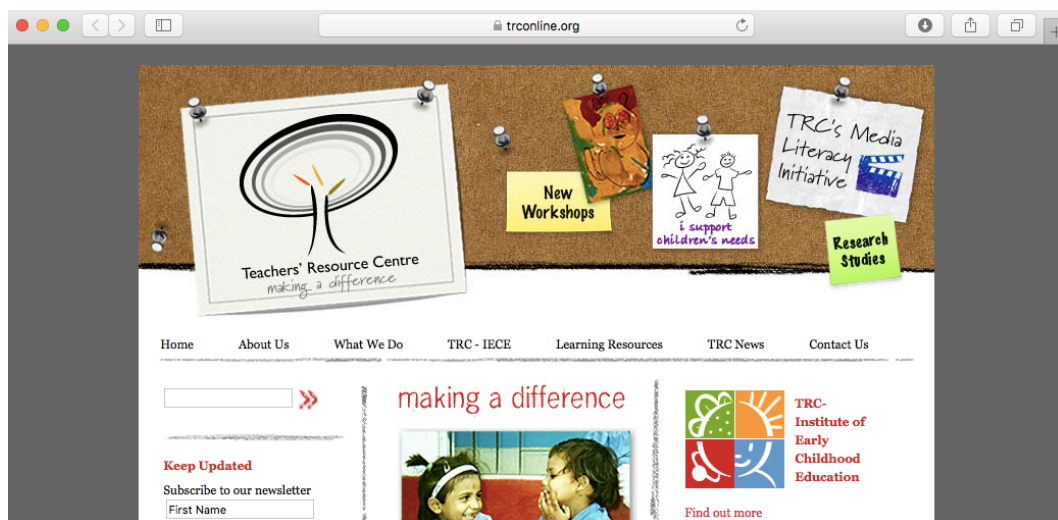 trconline.org
Teachers' Resource Centre
making a difference
New
Workshops
i support
children's needs
TRC's Media
Literacy
Initiative
Research
Studies
Home About Us What We Do TRC - IECE Learning Resources TRC News Contact Us
Keep Updated
Subscribe to our newsletter
First Name
making a difference
TRC-
Institute of
Early
Childhood
Education
Find out more